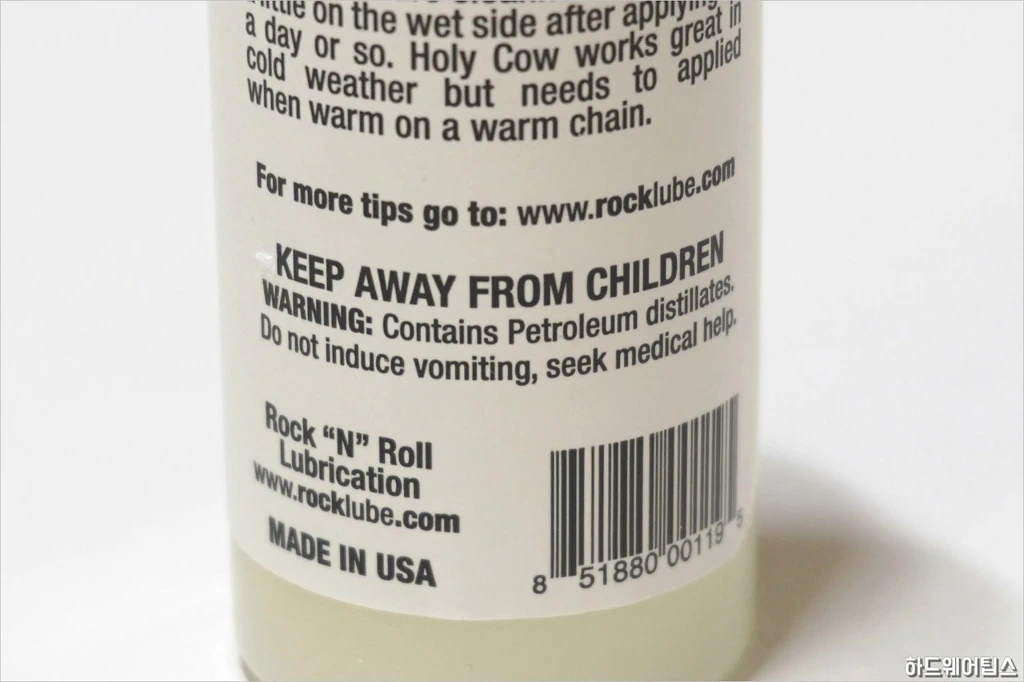 little on the wet side after applying
a day or so. Holy Cow works great in
cold weather but needs to applied
when warm on a warm chain.
For more tips go to: www.rocklube.com
KEEP AWAY FROM CHILDREN
WARNING: Contains Petroleum distillates.
Do not induce vomiting, seek medical help.
Rock “N” Roll
Lubrication
www.rocklube.com
MADE IN USA
8 51880 00119 5
하드웨어팁스